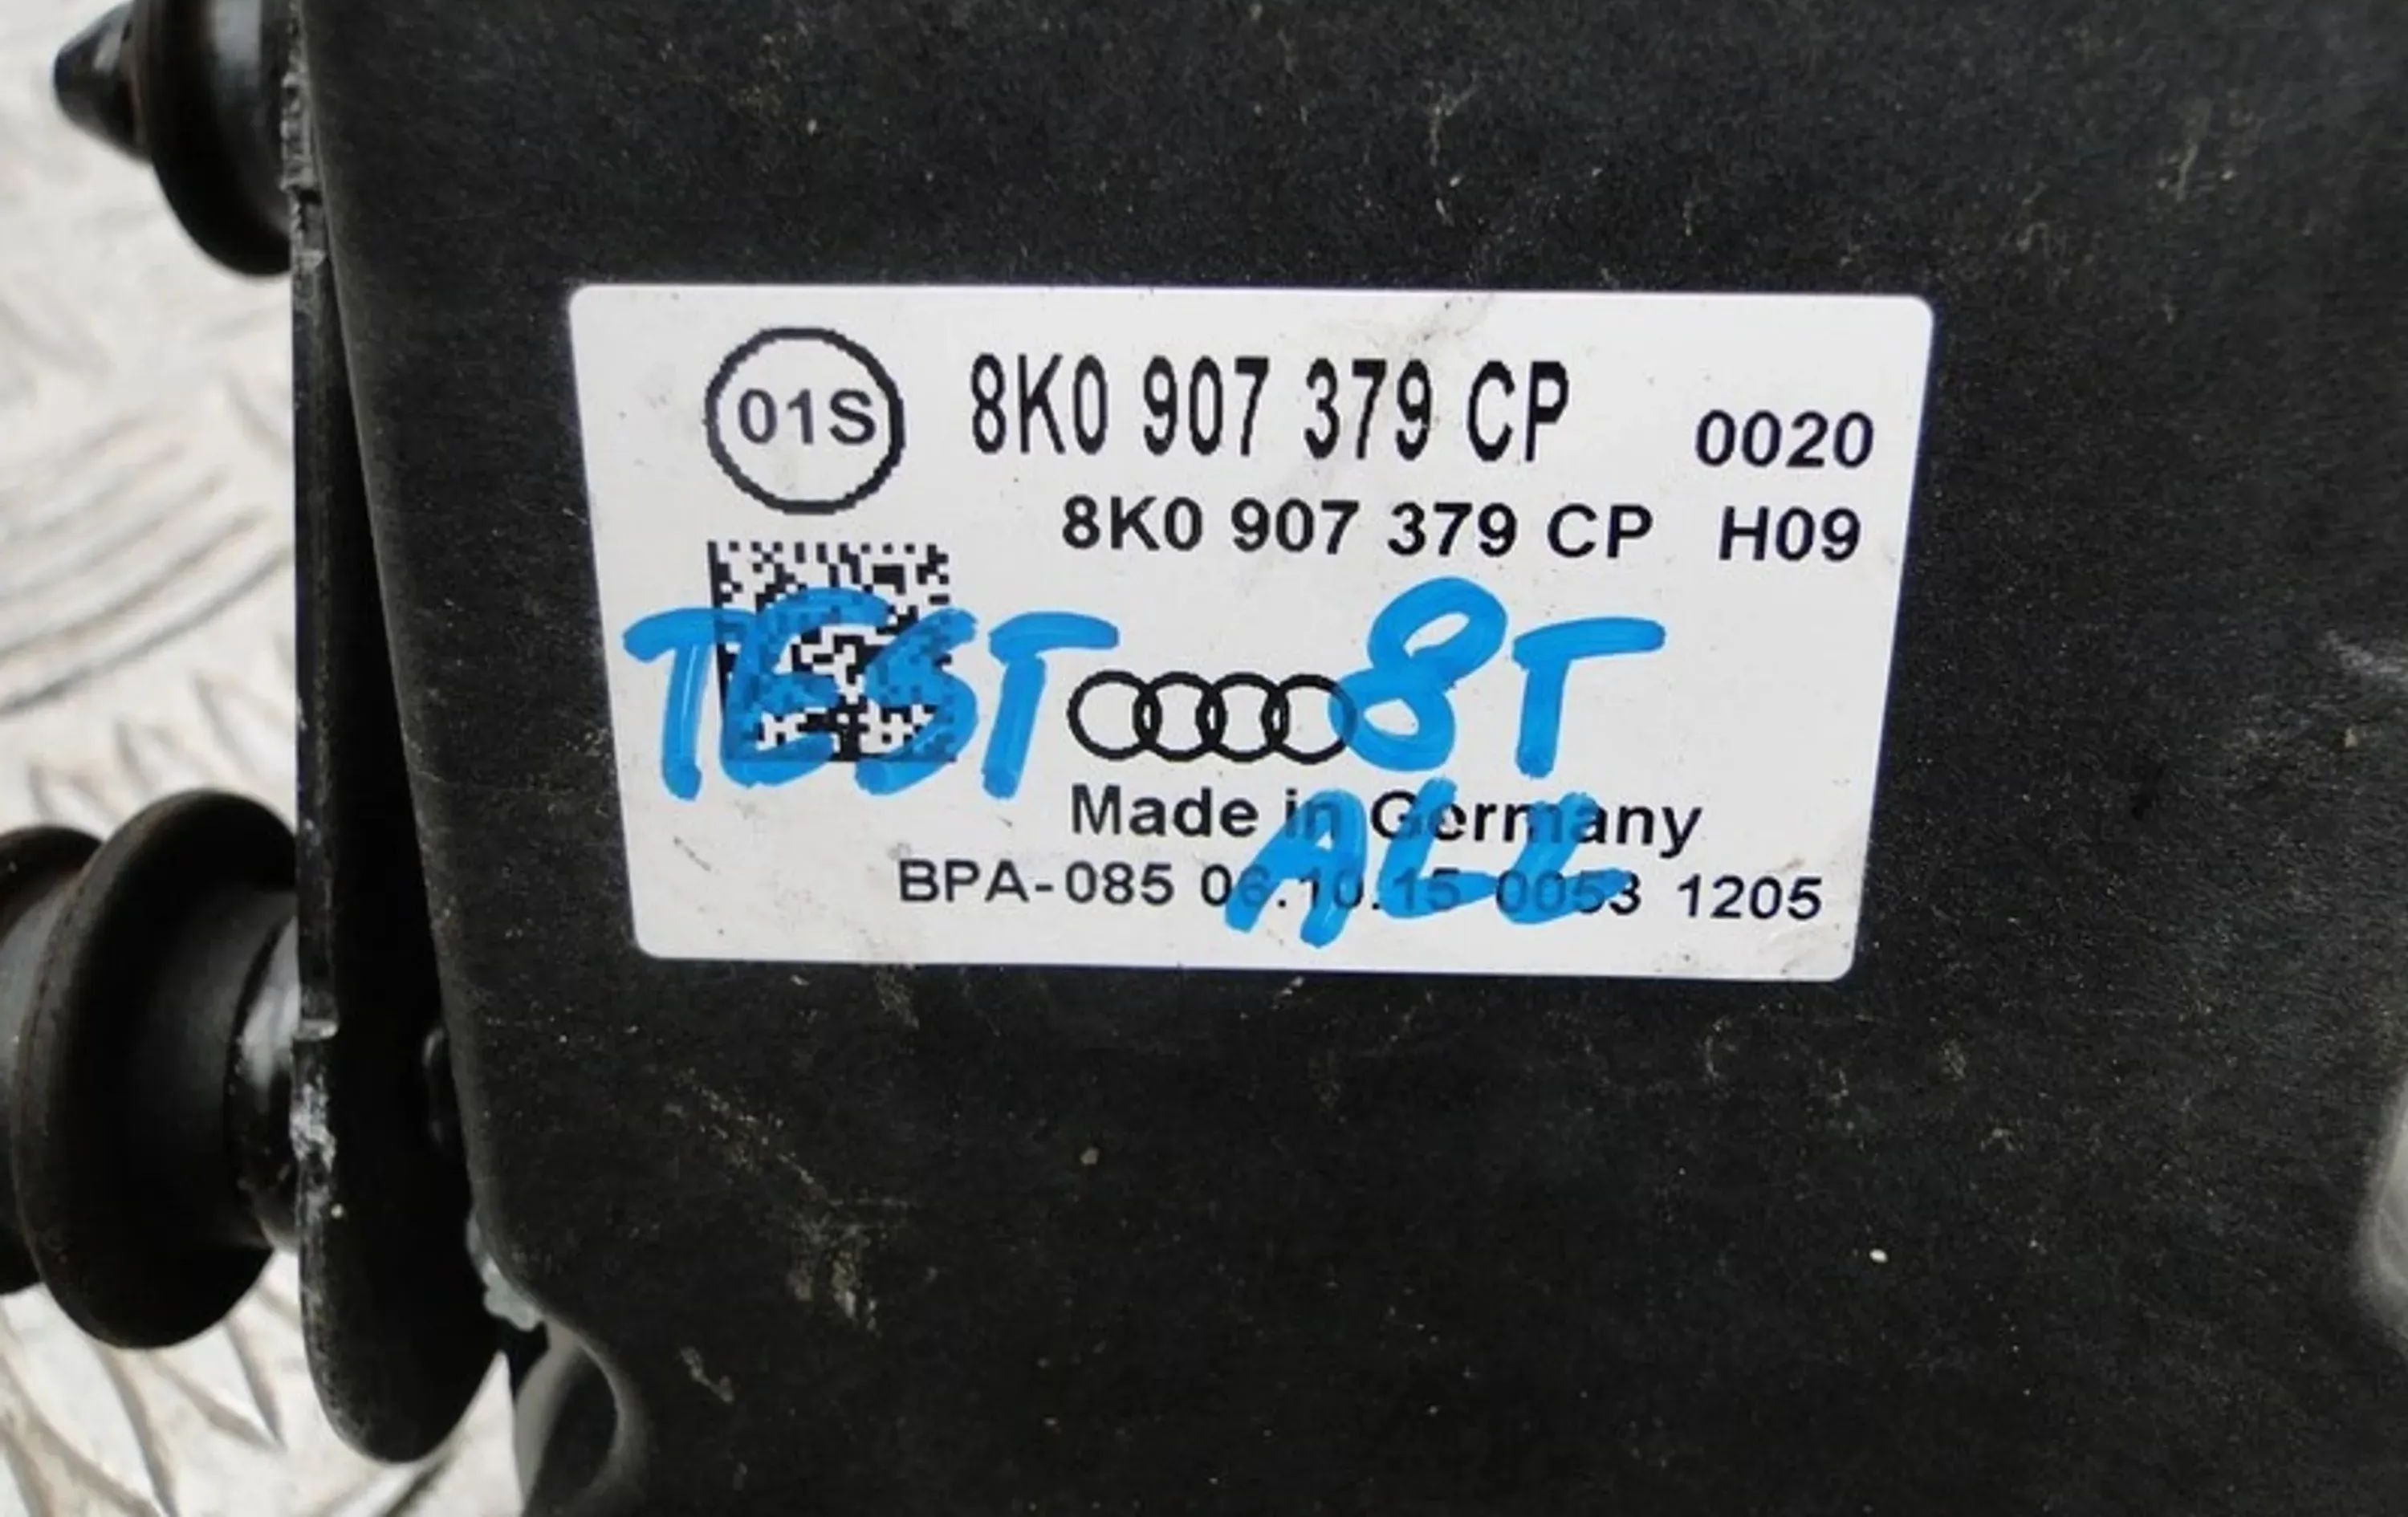 01S 8K0 907 379 CP 0020
8K0 907 379 CP H09
TEST 8T
Made in Germany
ALL
BPA-085 06.10.15 0053 1205